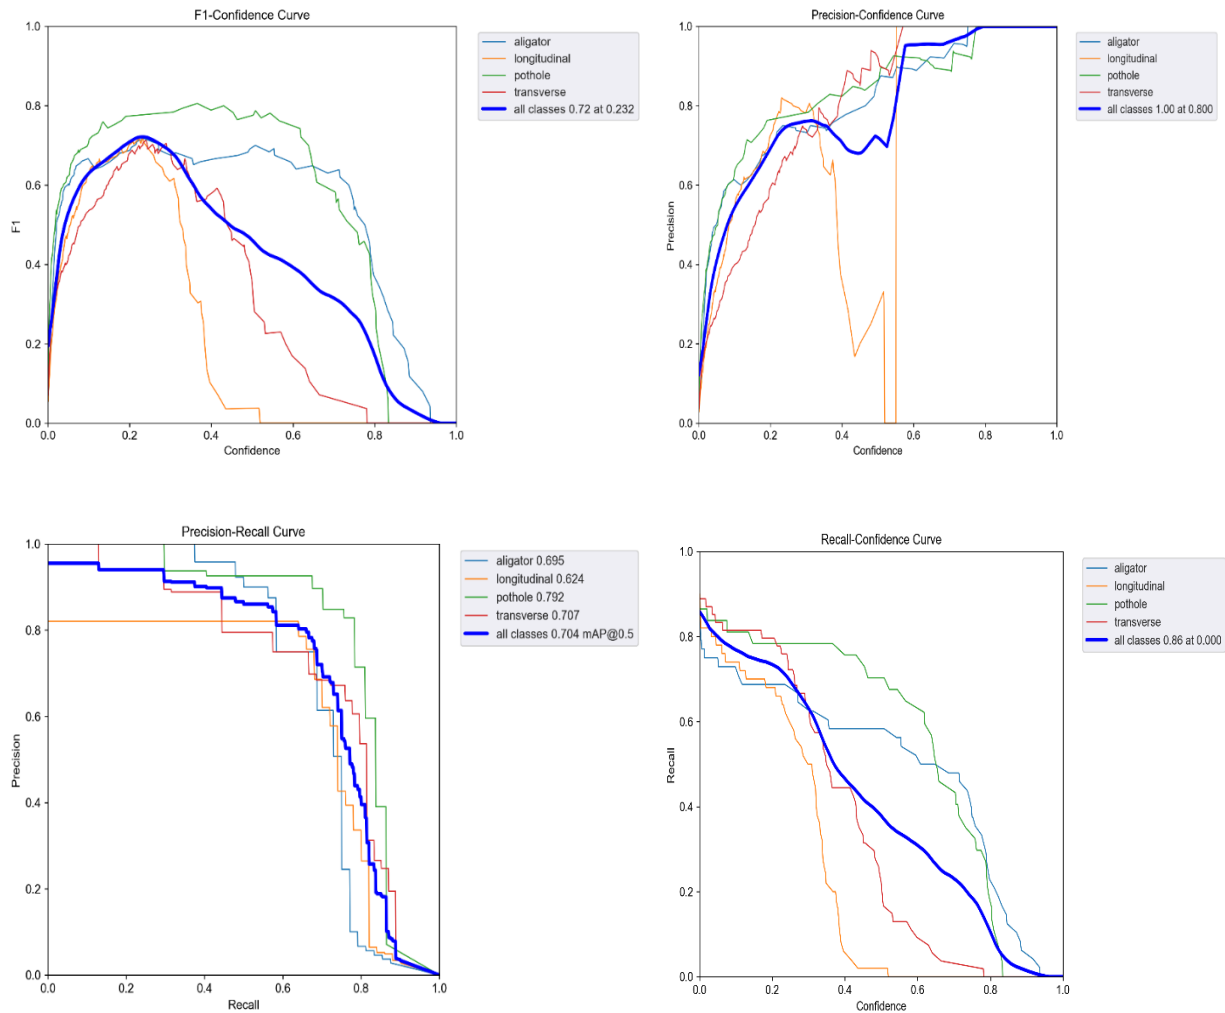 F1-Confidence Curve
1.0
0.8
0.6
0.4
0.2
0.0
F1
0.0 0.2 0.4 0.6 0.8 1.0
Confidence
aligator
longitudinal
pothole
transverse
all classes 0.72 at 0.232
Precision-Confidence Curve
1.0
0.8
0.6
0.4
0.2
0.0
Precision
0.0 0.2 0.4 0.6 0.8 1.0
Confidence
aligator
longitudinal
pothole
transverse
all classes 1.00 at 0.800
Precision-Recall Curve
1.0
0.8
0.6
0.4
0.2
0.0
Precision
0.0 0.2 0.4 0.6 0.8 1.0
Recall
aligator 0.695
longitudinal 0.624
pothole 0.792
transverse 0.707
all classes 0.704 mAP@0.5
Recall-Confidence Curve
1.0
0.8
0.6
0.4
0.2
0.0
Recall
0.0 0.2 0.4 0.6 0.8 1.0
Confidence
aligator
longitudinal
pothole
transverse
all classes 0.86 at 0.000